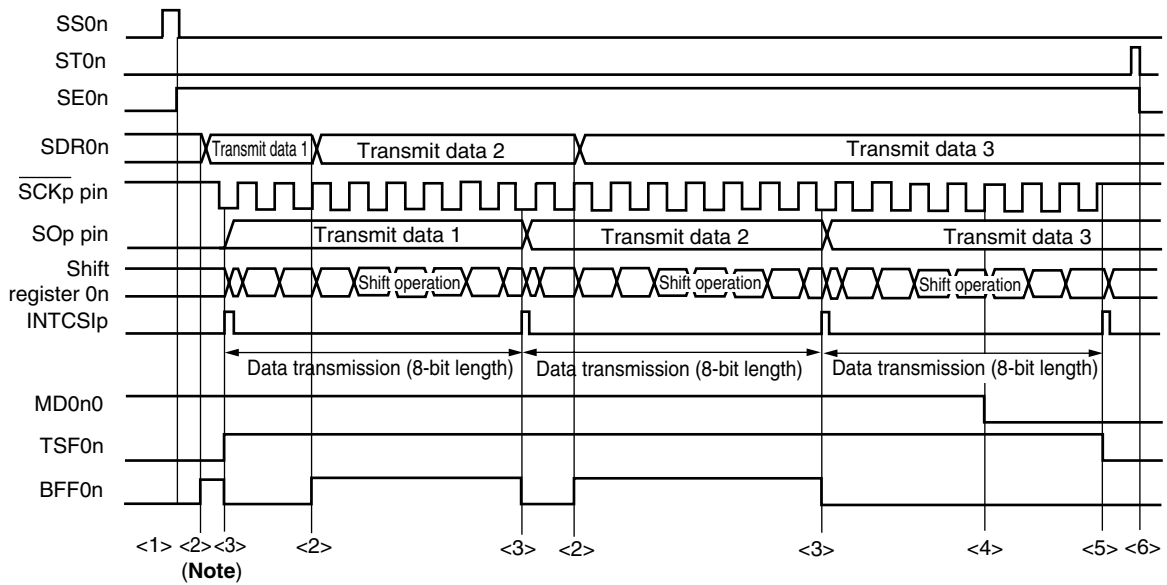 SS0n
ST0n
SE0n
SDR0n
Transmit data 1
Transmit data 2
Transmit data 3
SCKp pin
SOp pin
Transmit data 1
Transmit data 2
Transmit data 3
Shift
register 0n
Shift operation
Shift operation
Shift operation
INTCSIp
Data transmission (8-bit length)
Data transmission (8-bit length)
Data transmission (8-bit length)
MD0n0
TSF0n
BFF0n
<1> <2> <3> <2> <3> <2> <3> <4> <5> <6>
(Note)